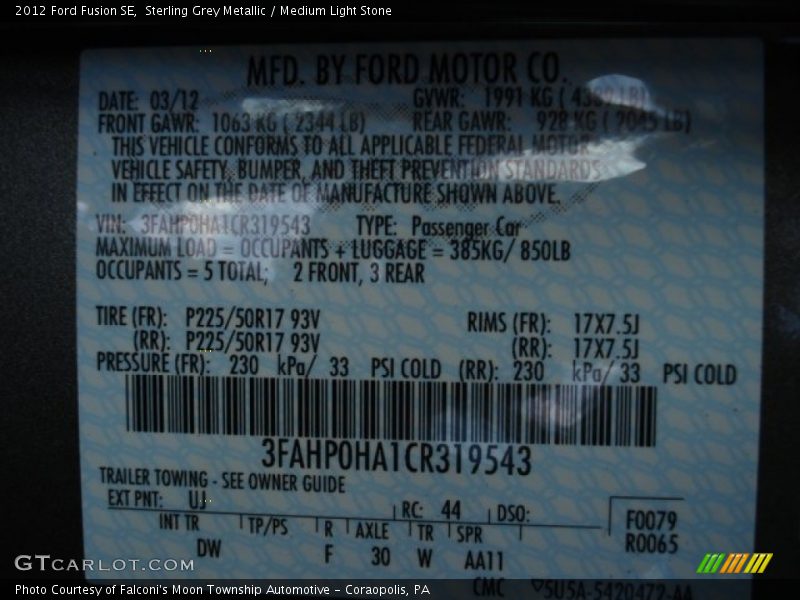 2012 Ford Fusion SE,  Sterling Grey Metallic / Medium Light Stone
MFD. BY FORD MOTOR CO.
DATE: 03/12 GVWR: 1991 KG ( 4389 LB)
FRONT GAWR: 1063 KG ( 2344 LB) REAR GAWR: 928 KG ( 2045 LB)
THIS VEHICLE CONFORMS TO ALL APPLICABLE FEDERAL MOTOR
VEHICLE SAFETY, BUMPER, AND THEFT PREVENTION STANDARDS
IN EFFECT ON THE DATE OF MANUFACTURE SHOWN ABOVE.
VIN: 3FAHP0HA1CR319543 TYPE: Passenger Car
MAXIMUM LOAD = OCCUPANTS + LUGGAGE = 385KG/ 850LB
OCCUPANTS = 5 TOTAL; 2 FRONT, 3 REAR
TIRE (FR): P225/50R17 93V RIMS (FR): 17X7.5J
(RR): P225/50R17 93V (RR): 17X7.5J
PRESSURE (FR): 230 kPa/ 33 PSI COLD (RR): 230 kPa/ 33 PSI COLD
3FAHP0HA1CR319543
TRAILER TOWING - SEE OWNER GUIDE
EXT PNT: UJ RC: 44 DSO: F0079
INT TR TP/PS R AXLE TR SPR R0065
DW F 30 W AA11
CMC 5U5A-5420472-AA
GTCARLOT.COM
Photo Courtesy of Falconi's Moon Township Automotive – Coraopolis, PA